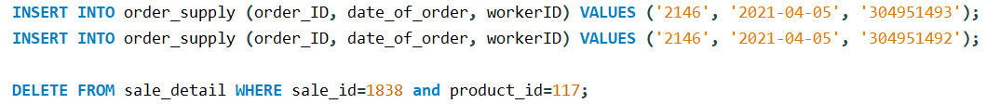 INSERT INTO order_supply (order_ID, date_of_order, workerID) VALUES ('2146', '2021-04-05', '304951493');
INSERT INTO order_supply (order_ID, date_of_order, workerID) VALUES ('2146', '2021-04-05', '304951492');
DELETE FROM sale_detail WHERE sale_id=1838 and product_id=117;